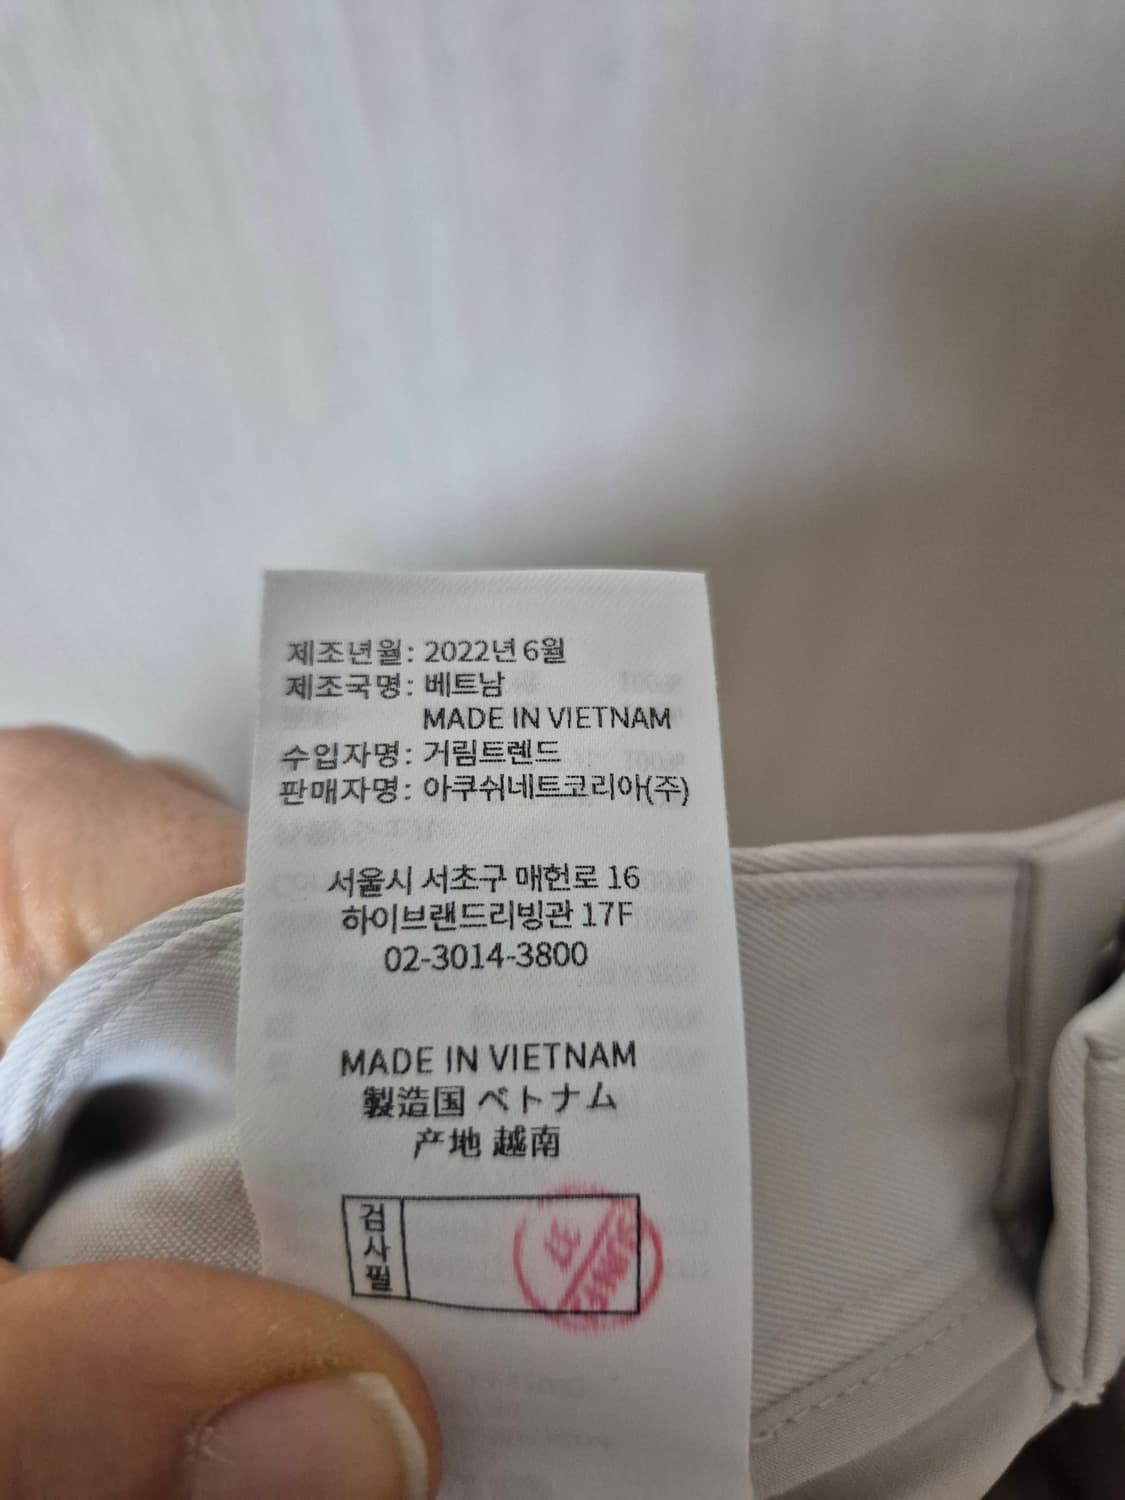 제조년월: 2022년 6월
제조국명: 베트남
MADE IN VIETNAM
수입자명: 거림트렌드
판매자명: 아쿠쉬네트코리아(주)
서울시 서초구 매헌로 16
하이브랜드리빙관 17F
02-3014-3800
MADE IN VIETNAM
製造国 ベトナム
产地 越南
검사필